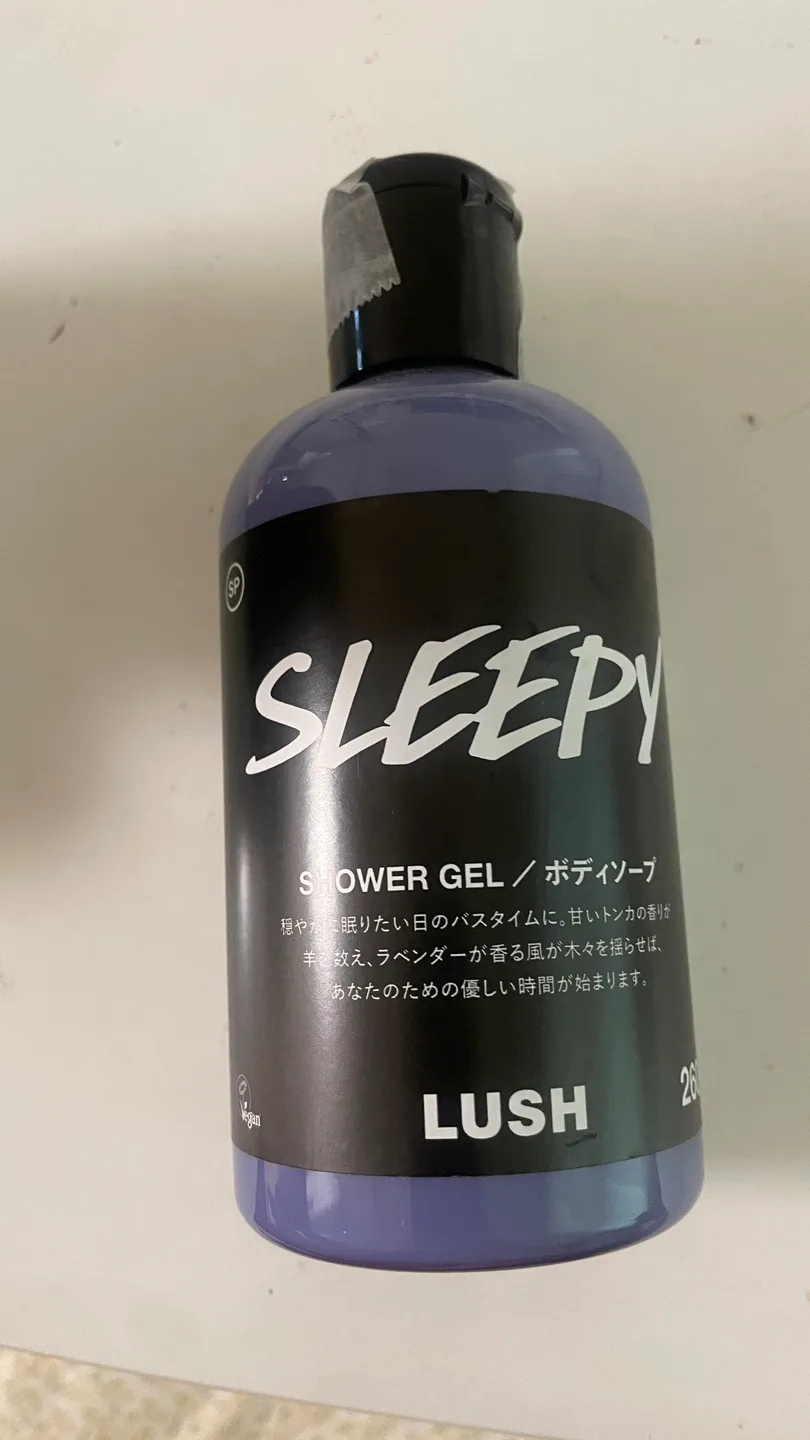 SP
SLEEPY
SHOWER GEL / ボディソープ
穏やかに眠りたい日のバスタイムに。甘いトンカの香りが
羊を数え、ラベンダーが香る風が木々を揺らせば、
あなたのための優しい時間が始まります。
Vegan
LUSH